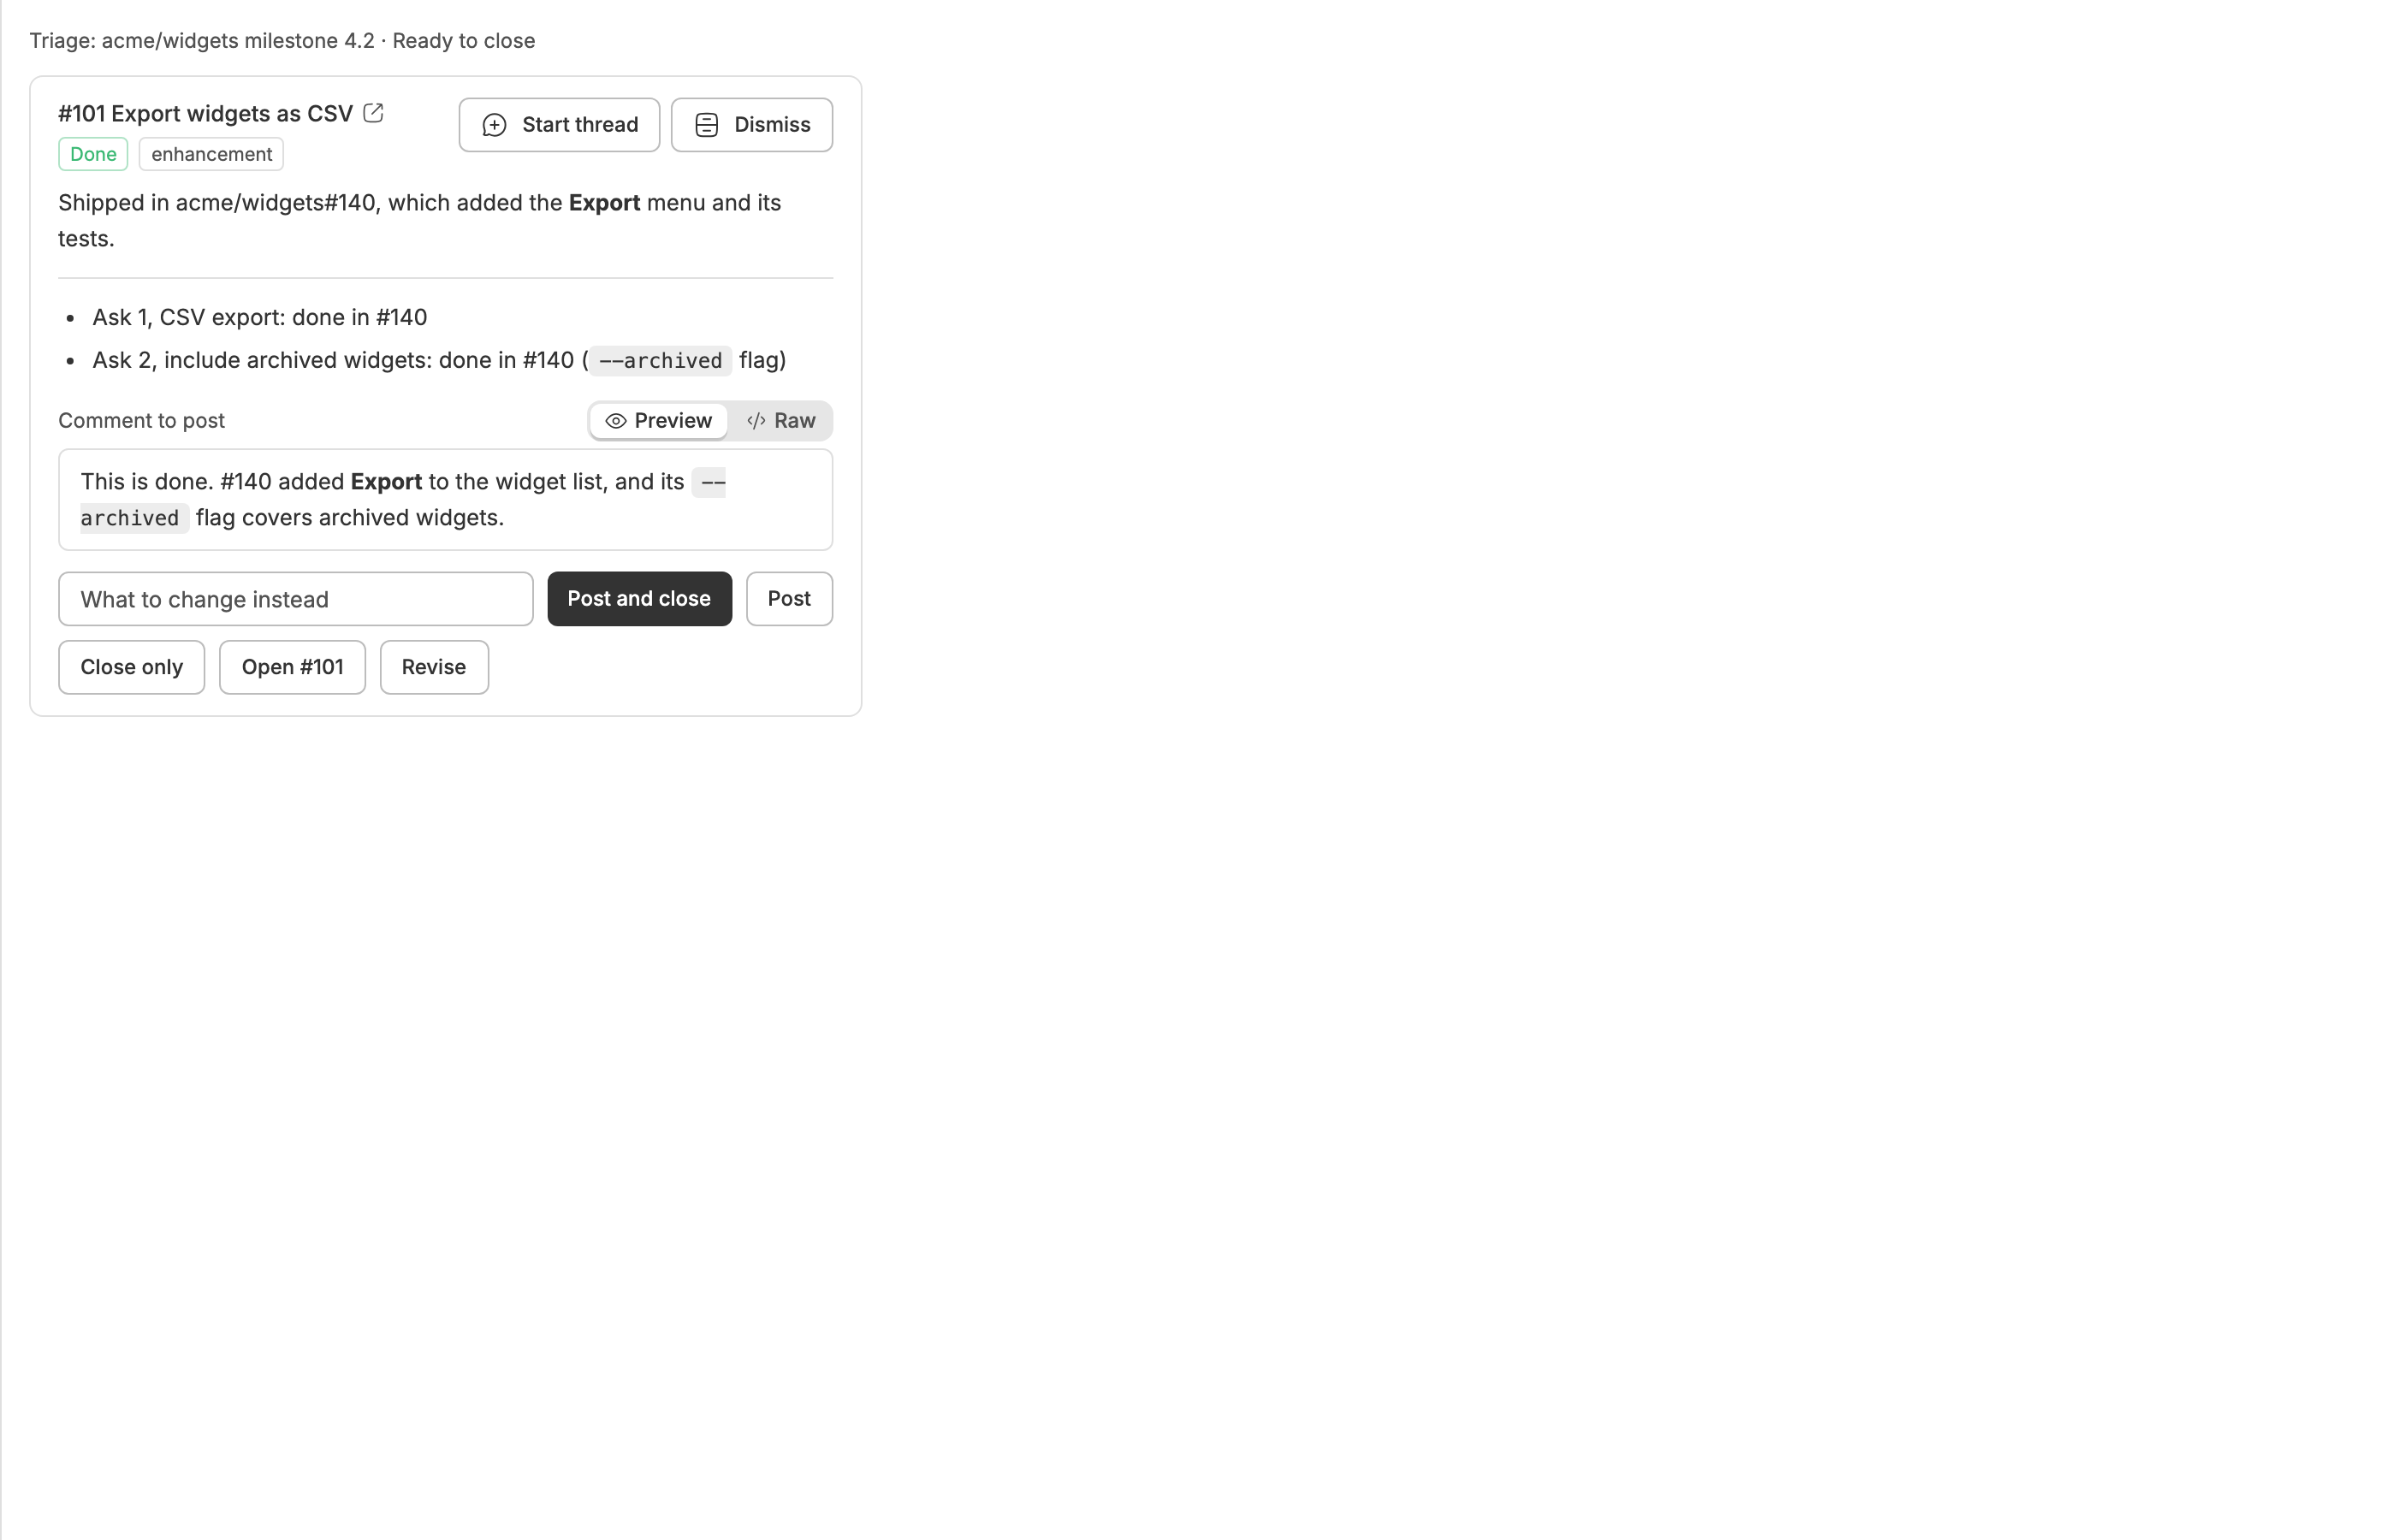 Triage: acme/widgets milestone 4.2 · Ready to close
#101 Export widgets as CSV
Start thread
Dismiss
Done
enhancement
Shipped in acme/widgets#140, which added the Export menu and its
tests.
• Ask 1, CSV export: done in #140
• Ask 2, include archived widgets: done in #140 ( --archived flag)
Comment to post
Preview
</> Raw
This is done. #140 added Export to the widget list, and its --
archived flag covers archived widgets.
What to change instead
Post and close
Post
Close only
Open #101
Revise